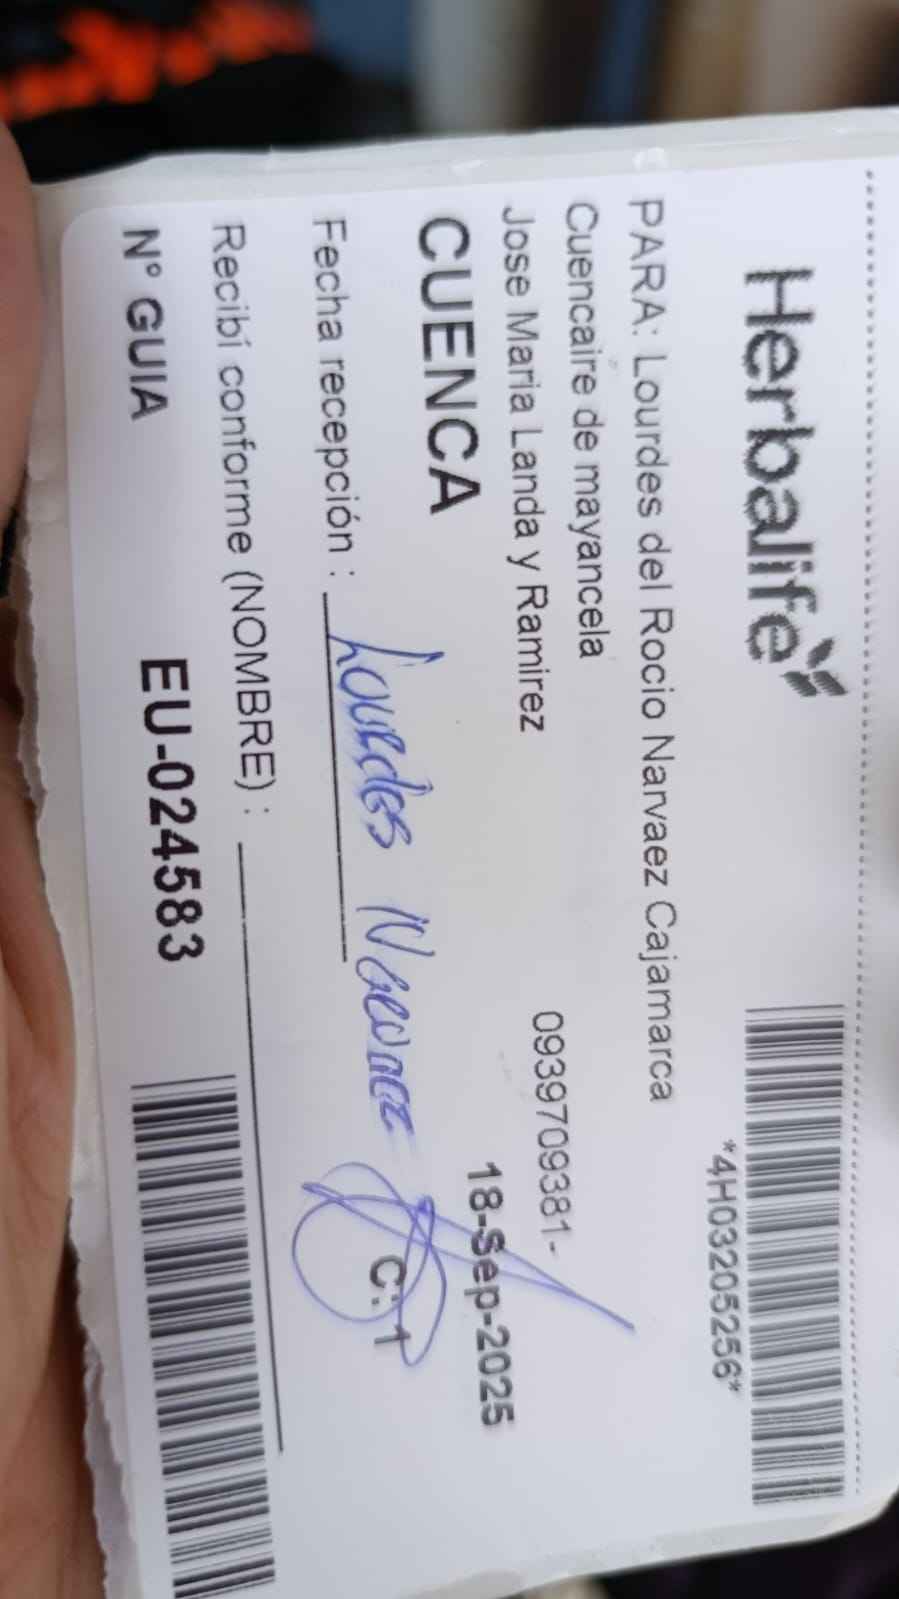 Herbalife
*4H03205256*
PARA: Lourdes del Rocio Narvaez Cajamarca
Cuencaire de mayancela
Jose Maria Landa y Ramirez 0939709381-
CUENCA 18-Sep-2025
Fecha recepción : Lourdes Narvaez C. 1
Recibí conforme (NOMBRE) :
N° GUIA EU-024583